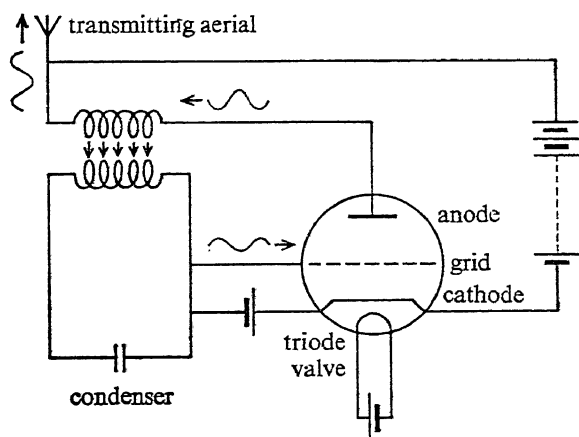 transmitting aerial
anode
grid
cathode
triode
valve
condenser